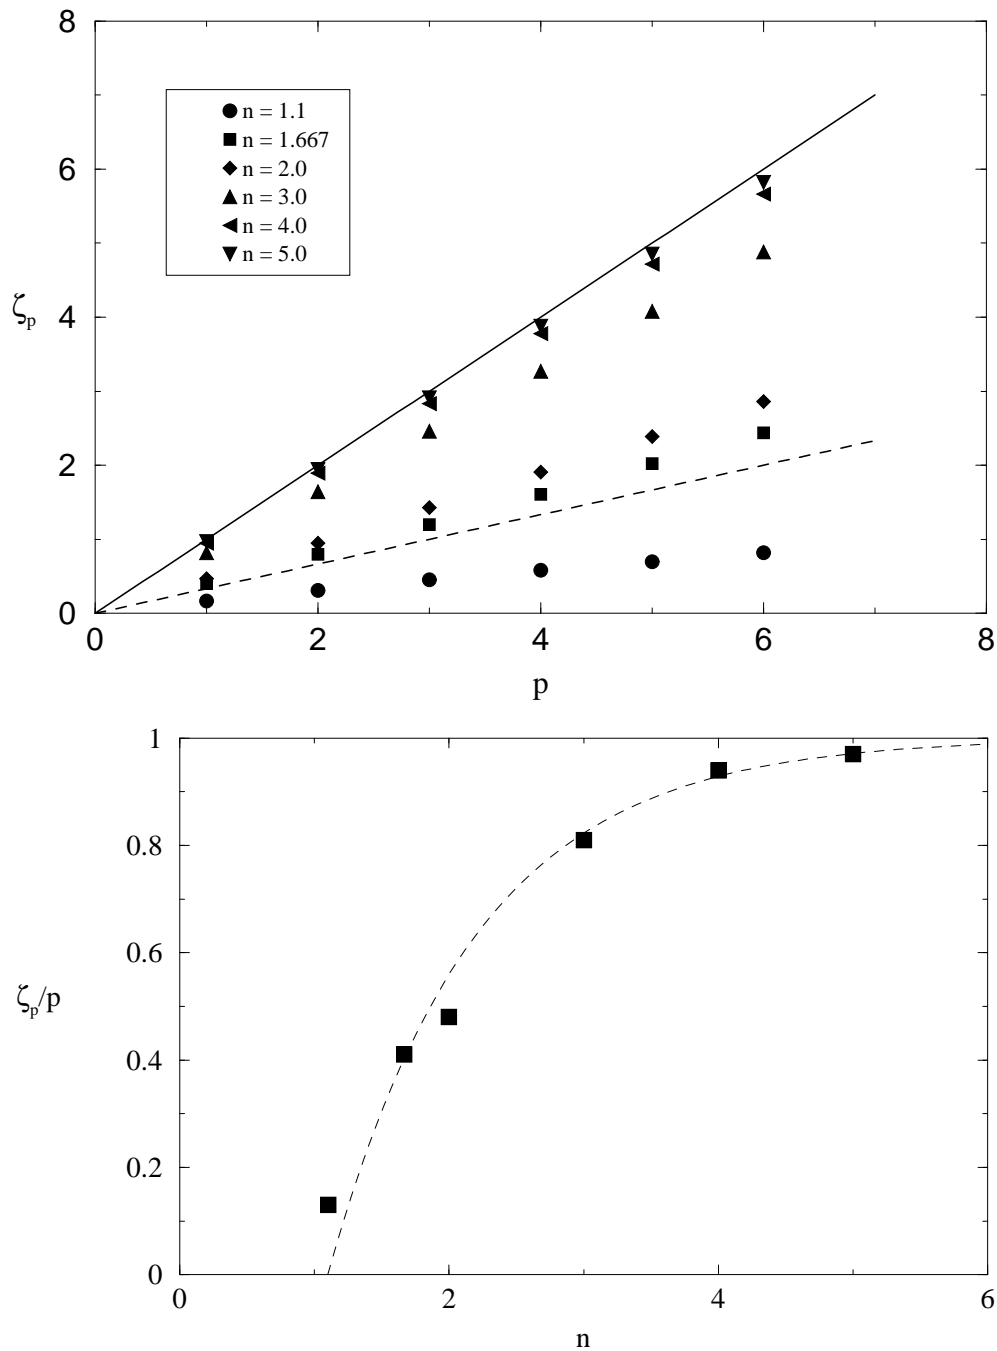 8
6
4
2
0
ζp
n = 1.1
n = 1.667
n = 2.0
n = 3.0
n = 4.0
n = 5.0
0 2 4 6 8
p
1
0.8
0.6
0.4
0.2
0
ζp/p
0 2 4 6
n